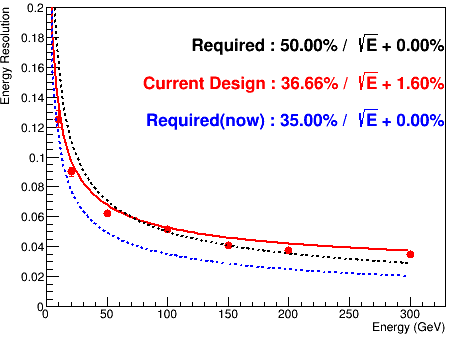 Energy Resolution
0.2
0.18
0.16
0.14
0.12
0.1
0.08
0.06
0.04
0.02
0
Required : 50.00% / √E + 0.00%
Current Design : 36.66% / √E + 1.60%
Required(now) : 35.00% / √E + 0.00%
0 50 100 150 200 250 300
Energy (GeV)